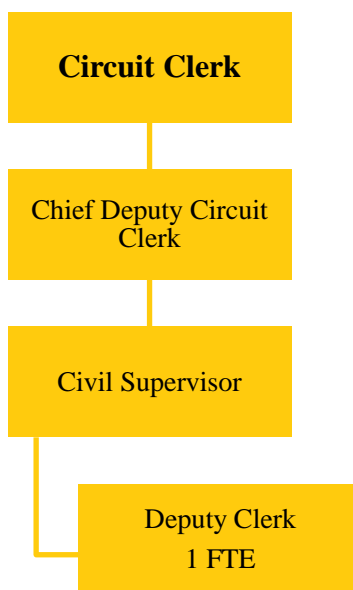 Circuit Clerk
Chief Deputy Circuit
Clerk
Civil Supervisor
Deputy Clerk
1 FTE